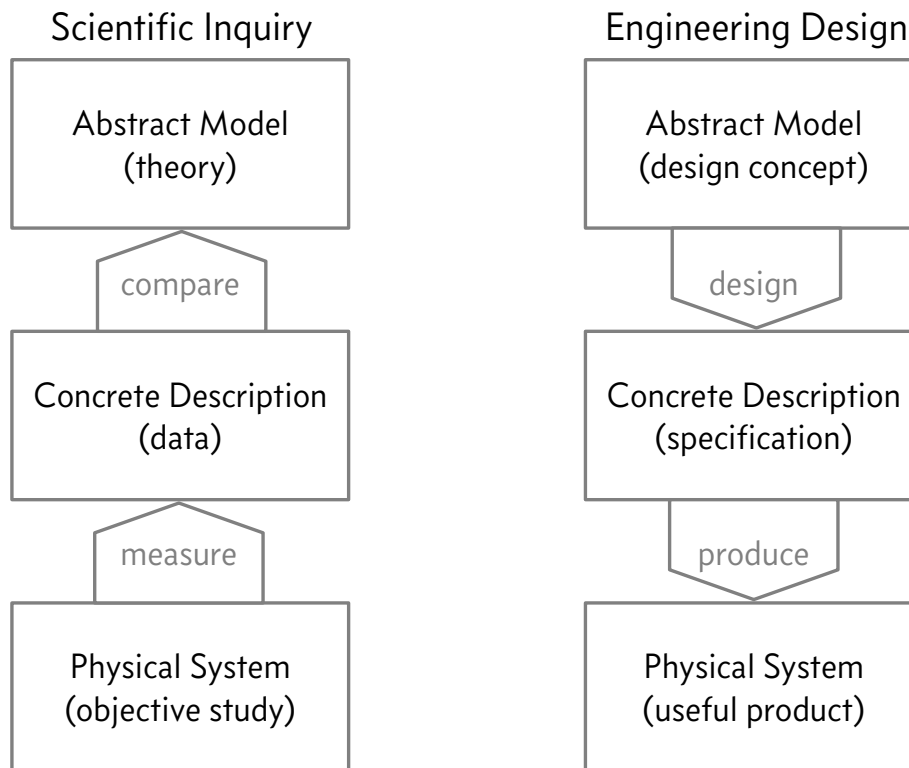 Scientific Inquiry
Abstract Model
(theory)
compare
Concrete Description
(data)
measure
Physical System
(objective study)
Engineering Design
Abstract Model
(design concept)
design
Concrete Description
(specification)
produce
Physical System
(useful product)